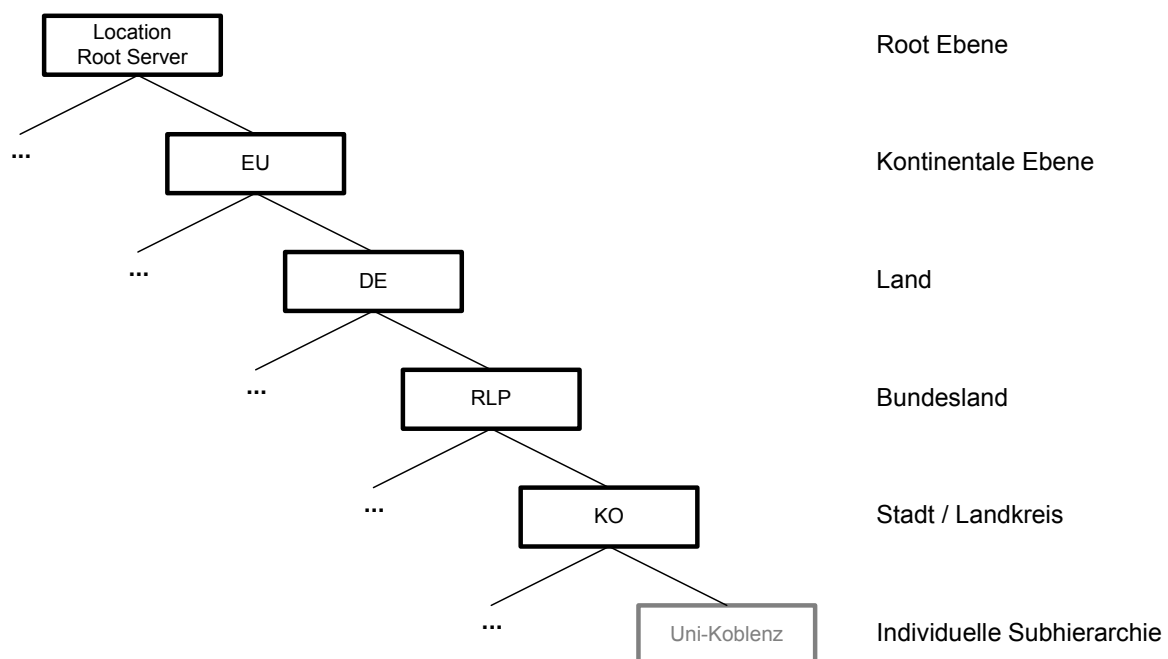 Location
Root Server
Root Ebene
...
EU
Kontinentale Ebene
...
DE
Land
...
RLP
Bundesland
...
KO
Stadt / Landkreis
...
Uni-Koblenz
Individuelle Subhierarchie